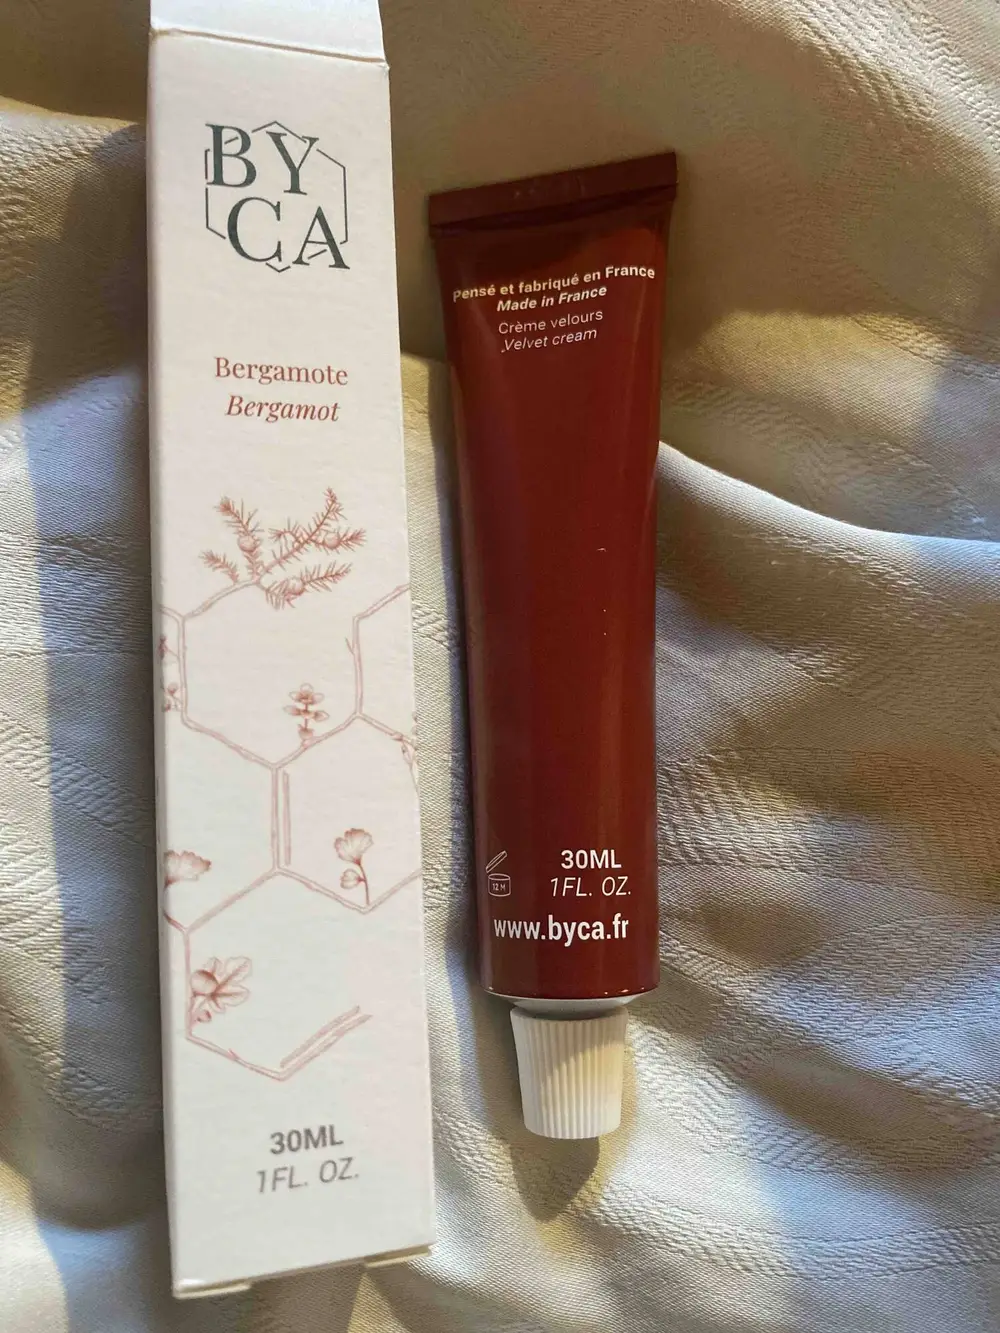 BY
CA
Bergamote
Bergamot
30ML
1FL. OZ.
Pensé et fabriqué en France
Made in France
Crème velours
Velvet cream
12 M
30ML
1FL. OZ.
www.byca.fr